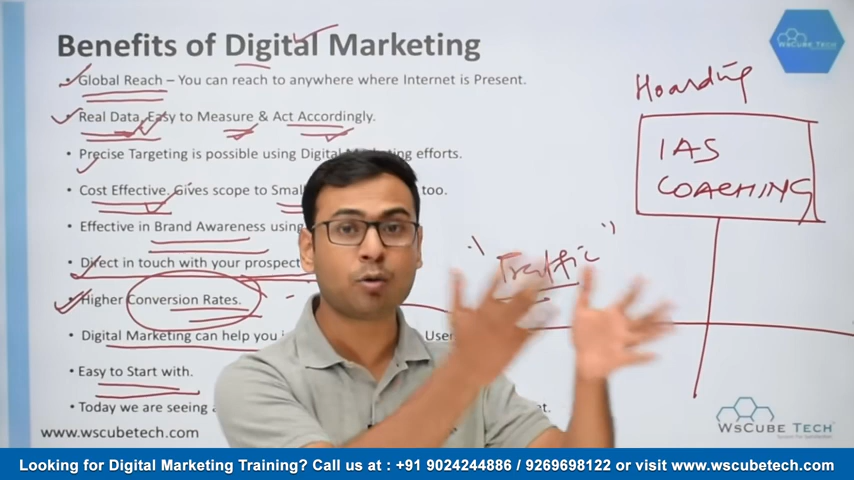 Benefits of Digital Marketing
WsCube Tech
• Global Reach – You can reach to anywhere where Internet is Present.
Hoarding
• Real Data, Easy to Measure & Act Accordingly.
• Precise Targeting is possible using Digital Marketing efforts.
IAS
COACHING
• Cost Effective. Gives scope to Small too.
• Effective in Brand Awareness using
• Direct in touch with your prospect
"Traffic"
• Higher Conversion Rates.
• Digital Marketing can help you User
• Easy to Start with.
• Today we are seeing
www.wscubetech.com
WsCube Tech
Looking for Digital Marketing Training? Call us at : +91 9024244886 / 9269698122 or visit www.wscubetech.com